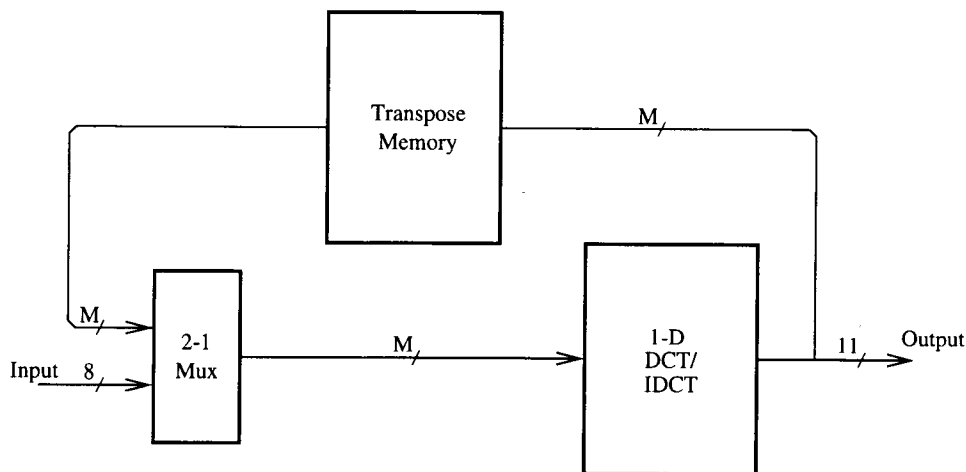 Transpose
Memory
M
M
2-1
Mux
M
1-D
DCT/
IDCT
11
Output
Input
8